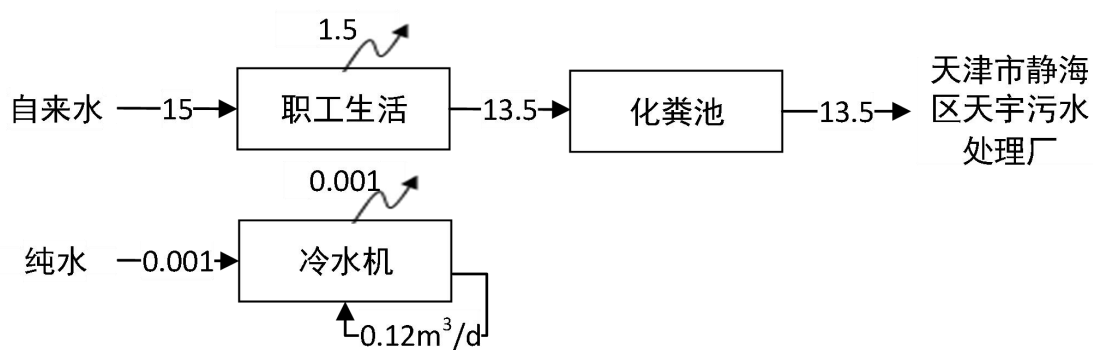 1.5
自来水
15
职工生活
13.5
化粪池
13.5
天津市静海
区天宇污水
处理厂
0.001
纯水
0.001
冷水机
0.12m³/d